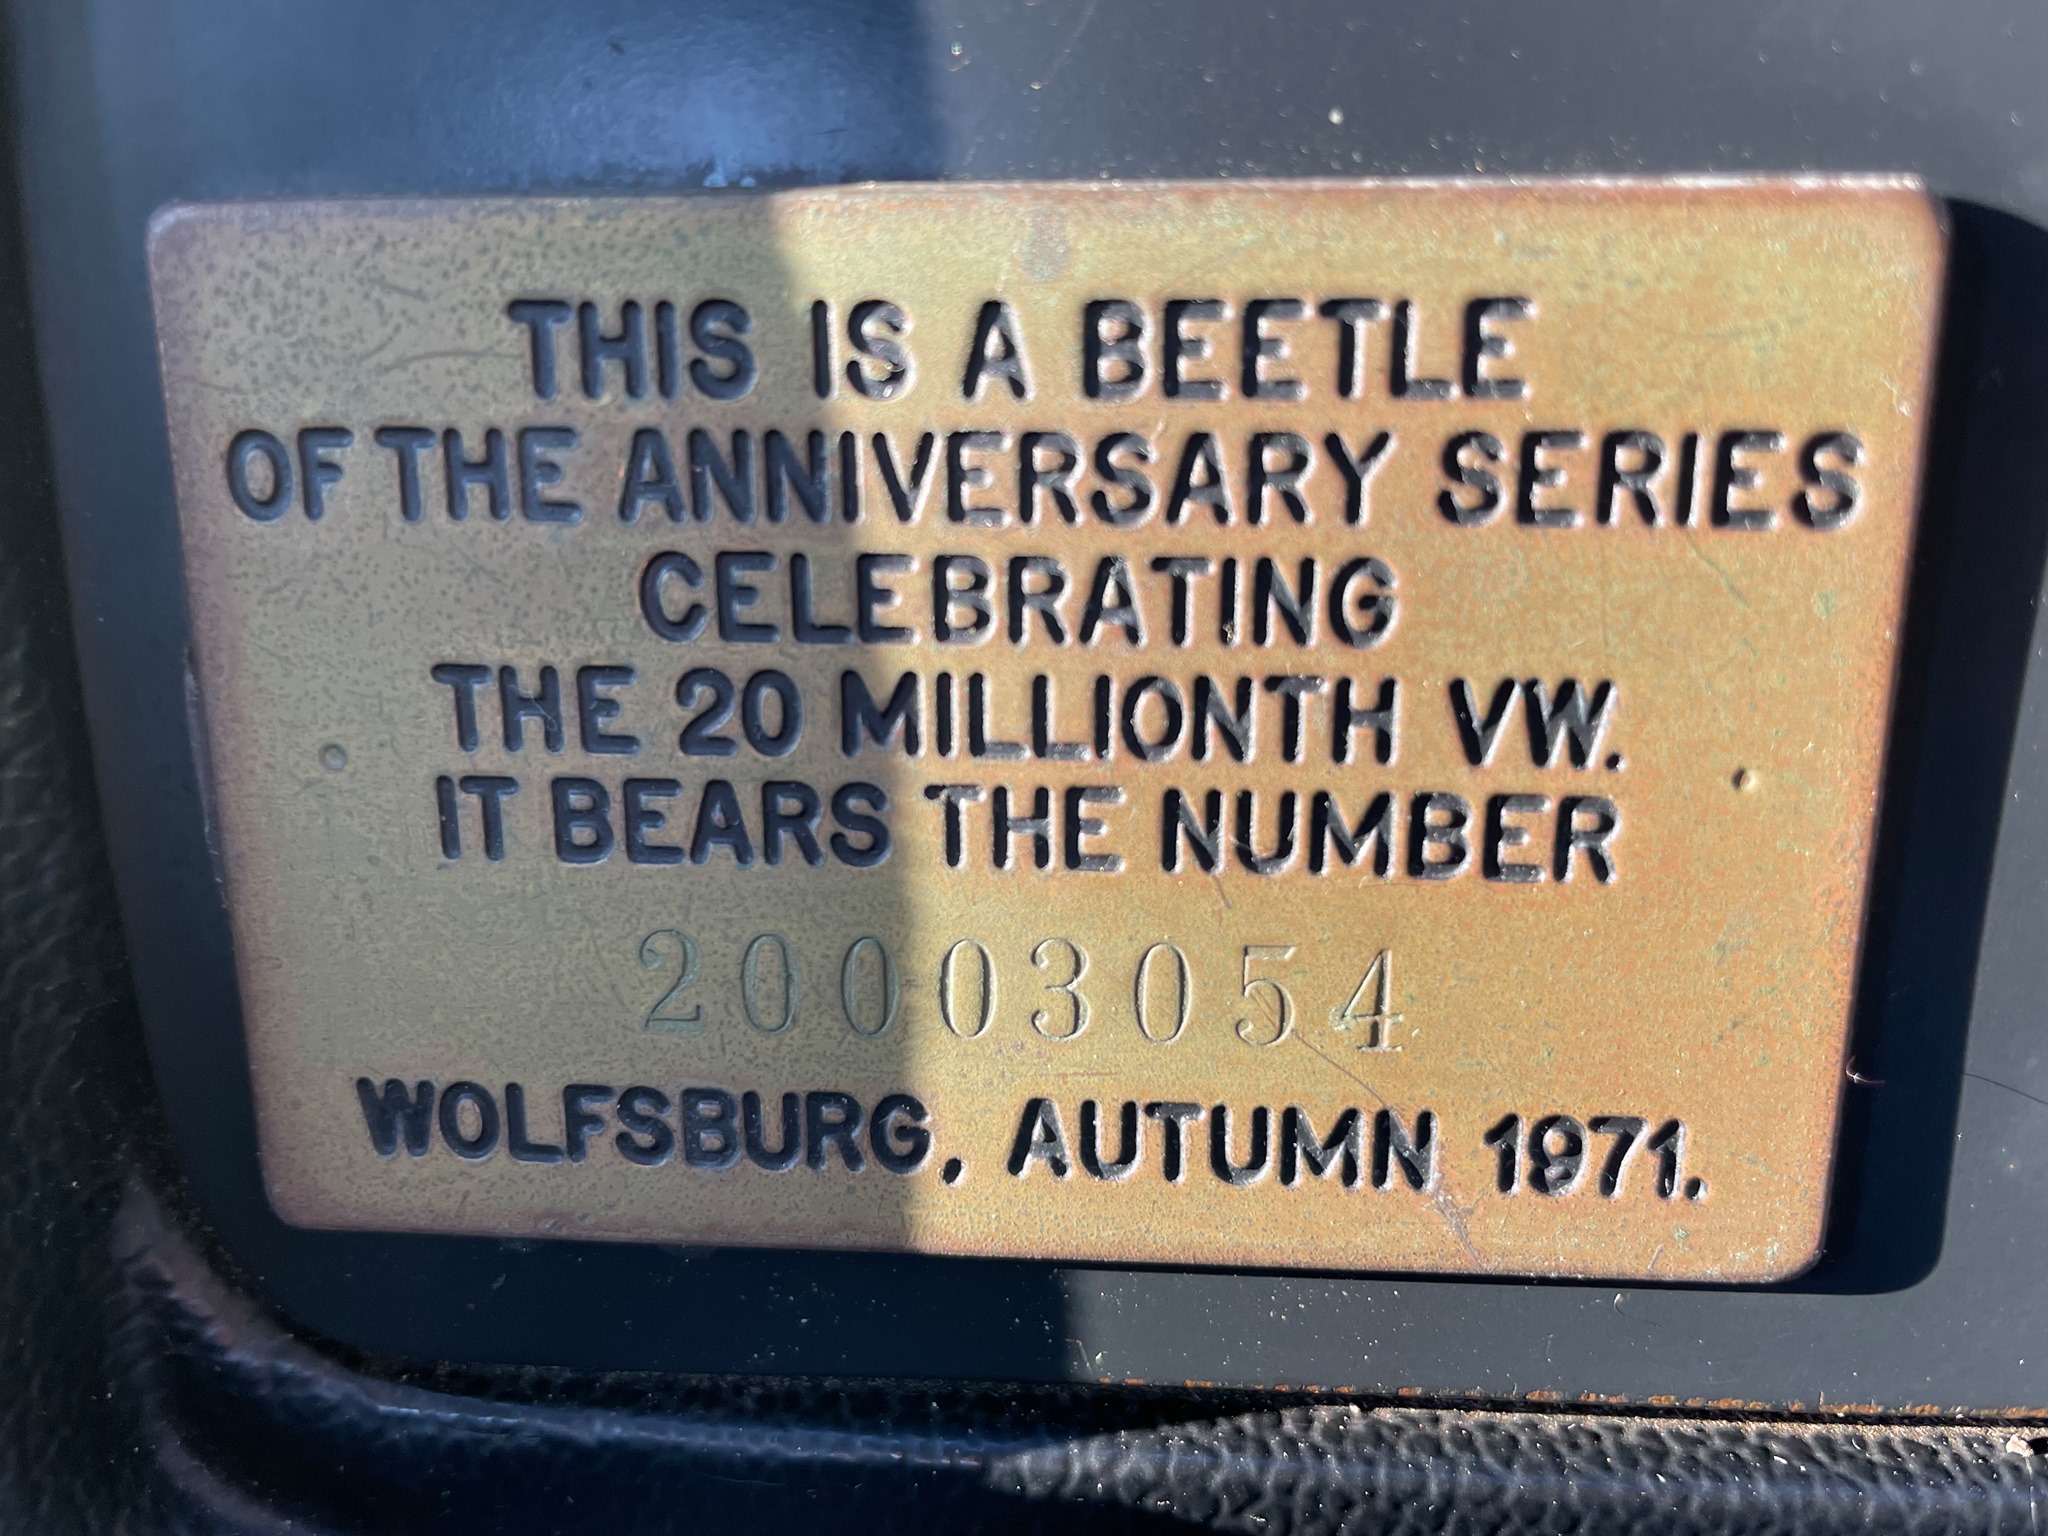 THIS IS A BEETLE
OF THE ANNIVERSARY SERIES
CELEBRATING
THE 20 MILLIONTH VW.
IT BEARS THE NUMBER
20003054
WOLFSBURG, AUTUMN 1971.